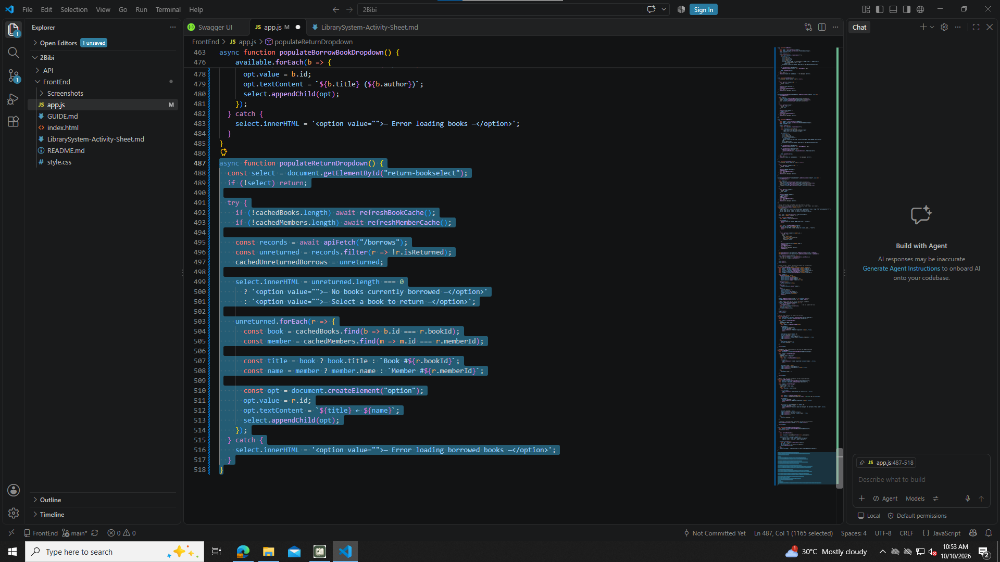 File Edit Selection View Go Run Terminal Help
2Bibi
Sign In
Explorer
Open Editors 1 unsaved
2Bibi
API
FrontEnd
Screenshots
JS app.js M
GUIDE.md
<> index.html
LibrarySystem-Activity-Sheet.md
README.md
# style.css
Outline
Timeline
Swagger UI
JS app.js M
LibrarySystem-Activity-Sheet.md
FrontEnd > JS app.js > populateReturnDropdown
463 async function populateBorrowBookDropdown() {
476 available.forEach(b => {
478 opt.value = b.id;
479 opt.textContent = `${b.title} (${b.author})`;
480 select.appendChild(opt);
481 });
482 } catch {
483 select.innerHTML = '<option value="">— Error loading books —</option>';
484 }
485 }
486
487 async function populateReturnDropdown() {
488 const select = document.getElementById("return-bookselect");
489 if (!select) return;
490
491 try {
492 if (!cachedBooks.length) await refreshBookCache();
493 if (!cachedMembers.length) await refreshMemberCache();
494
495 const records = await apiFetch("/borrows");
496 const unreturned = records.filter(r => !r.isReturned);
497 cachedUnreturnedBorrows = unreturned;
498
499 select.innerHTML = unreturned.length === 0
500 ? '<option value="">— No books currently borrowed —</option>'
501 : '<option value="">— Select a book to return —</option>';
502
503 unreturned.forEach(r => {
504 const book = cachedBooks.find(b => b.id === r.bookId);
505 const member = cachedMembers.find(m => m.id === r.memberId);
506
507 const title = book ? book.title : `Book #${r.bookId}`;
508 const name = member ? member.name : `Member #${r.memberId}`;
509
510 const opt = document.createElement("option");
511 opt.value = r.id;
512 opt.textContent = `${title} ← ${name}`;
513 select.appendChild(opt);
514 });
515 } catch {
516 select.innerHTML = '<option value="">— Error loading borrowed books —</option>';
517 }
518 }
Chat
Build with Agent
AI responses may be inaccurate
Generate Agent Instructions to onboard AI
onto your codebase.
JS app.js:487-518
Describe what to build
Agent Models
Local Default permissions
FrontEnd main* 0 0
Not Committed Yet Ln 487, Col 1 (1165 selected) Spaces: 4 UTF-8 CRLF { } JavaScript
Type here to search
1 30°C Mostly cloudy
10:53 AM
10/10/2026
2